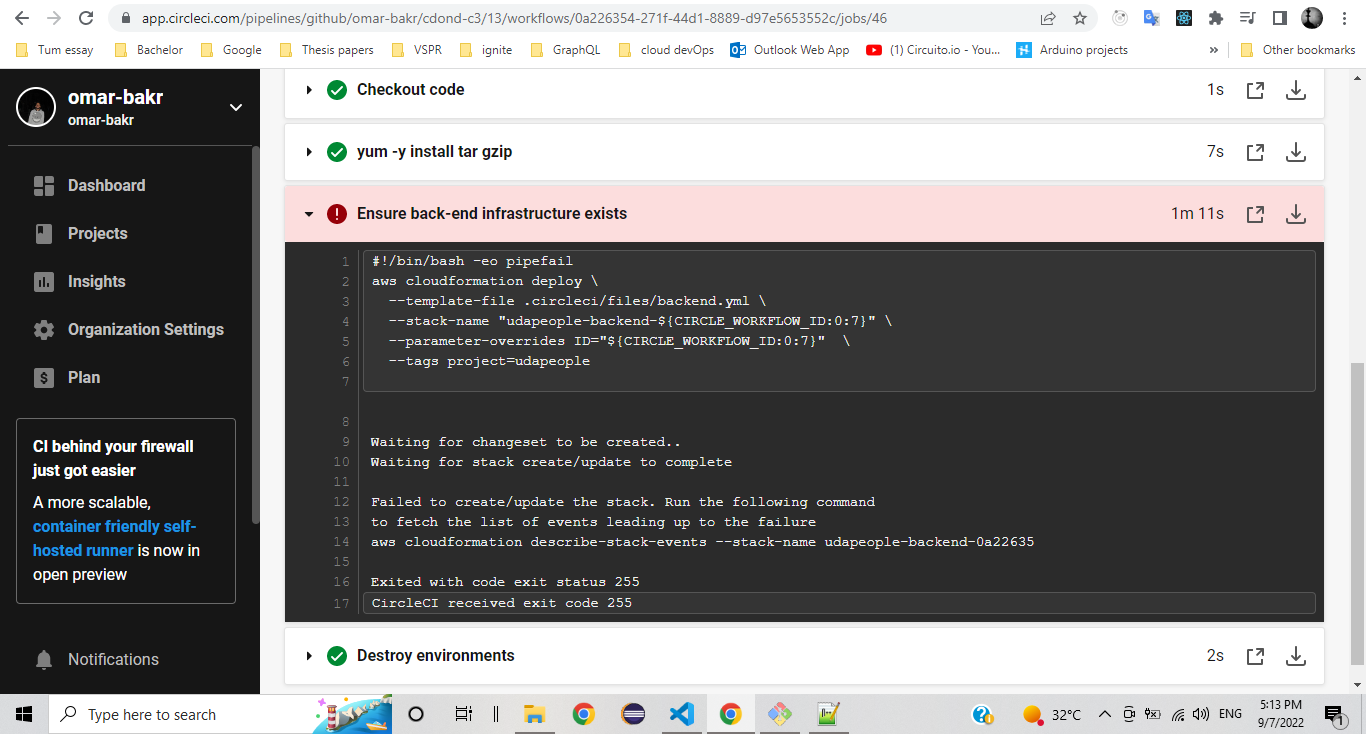 app.circleci.com/pipelines/github/omar-bakr/cdond-c3/13/workflows/0a226354-271f-44d1-8889-d97e5653552c/jobs/46
Tum essay
Bachelor
Google
Thesis papers
VSPR
ignite
GraphQL
cloud devOps
Outlook Web App
(1) Circuito.io - You...
Arduino projects
»
Other bookmarks
omar-bakr
omar-bakr
Dashboard
Projects
Insights
Organization Settings
Plan
CI behind your firewall
just got easier
A more scalable,
container friendly self-
hosted runner is now in
open preview
Notifications
Checkout code
1s
yum -y install tar gzip
7s
Ensure back-end infrastructure exists
1m 11s
1 #!/bin/bash -eo pipefail
2 aws cloudformation deploy \
3 --template-file .circleci/files/backend.yml \
4 --stack-name "udapeople-backend-${CIRCLE_WORKFLOW_ID:0:7}" \
5 --parameter-overrides ID="${CIRCLE_WORKFLOW_ID:0:7}" \
6 --tags project=udapeople
7
8
9 Waiting for changeset to be created..
10 Waiting for stack create/update to complete
11
12 Failed to create/update the stack. Run the following command
13 to fetch the list of events leading up to the failure
14 aws cloudformation describe-stack-events --stack-name udapeople-backend-0a22635
15
16 Exited with code exit status 255
17 CircleCI received exit code 255
Destroy environments
2s
Type here to search
32°C
ENG
5:13 PM
9/7/2022
1